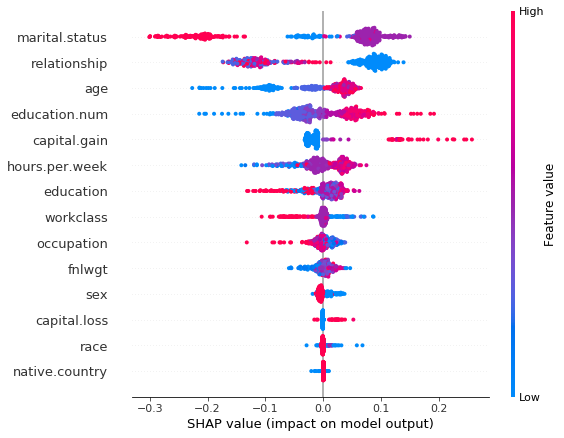 High
marital.status
relationship
age
education.num
capital.gain
hours.per.week
education
workclass
occupation
fnlwgt
sex
capital.loss
race
native.country
Feature value
Low
−0.3 −0.2 −0.1 0.0 0.1 0.2
SHAP value (impact on model output)